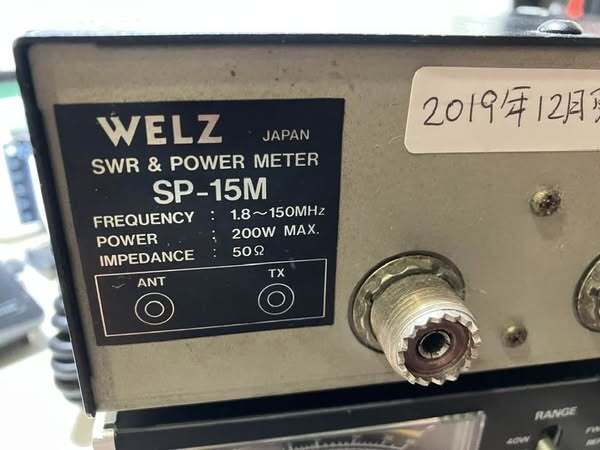 WELZ JAPAN
SWR & POWER METER
SP-15M
FREQUENCY : 1.8~150MHz
POWER : 200W MAX.
IMPEDANCE : 50Ω
ANT TX
2019年12月
RANGE
40W